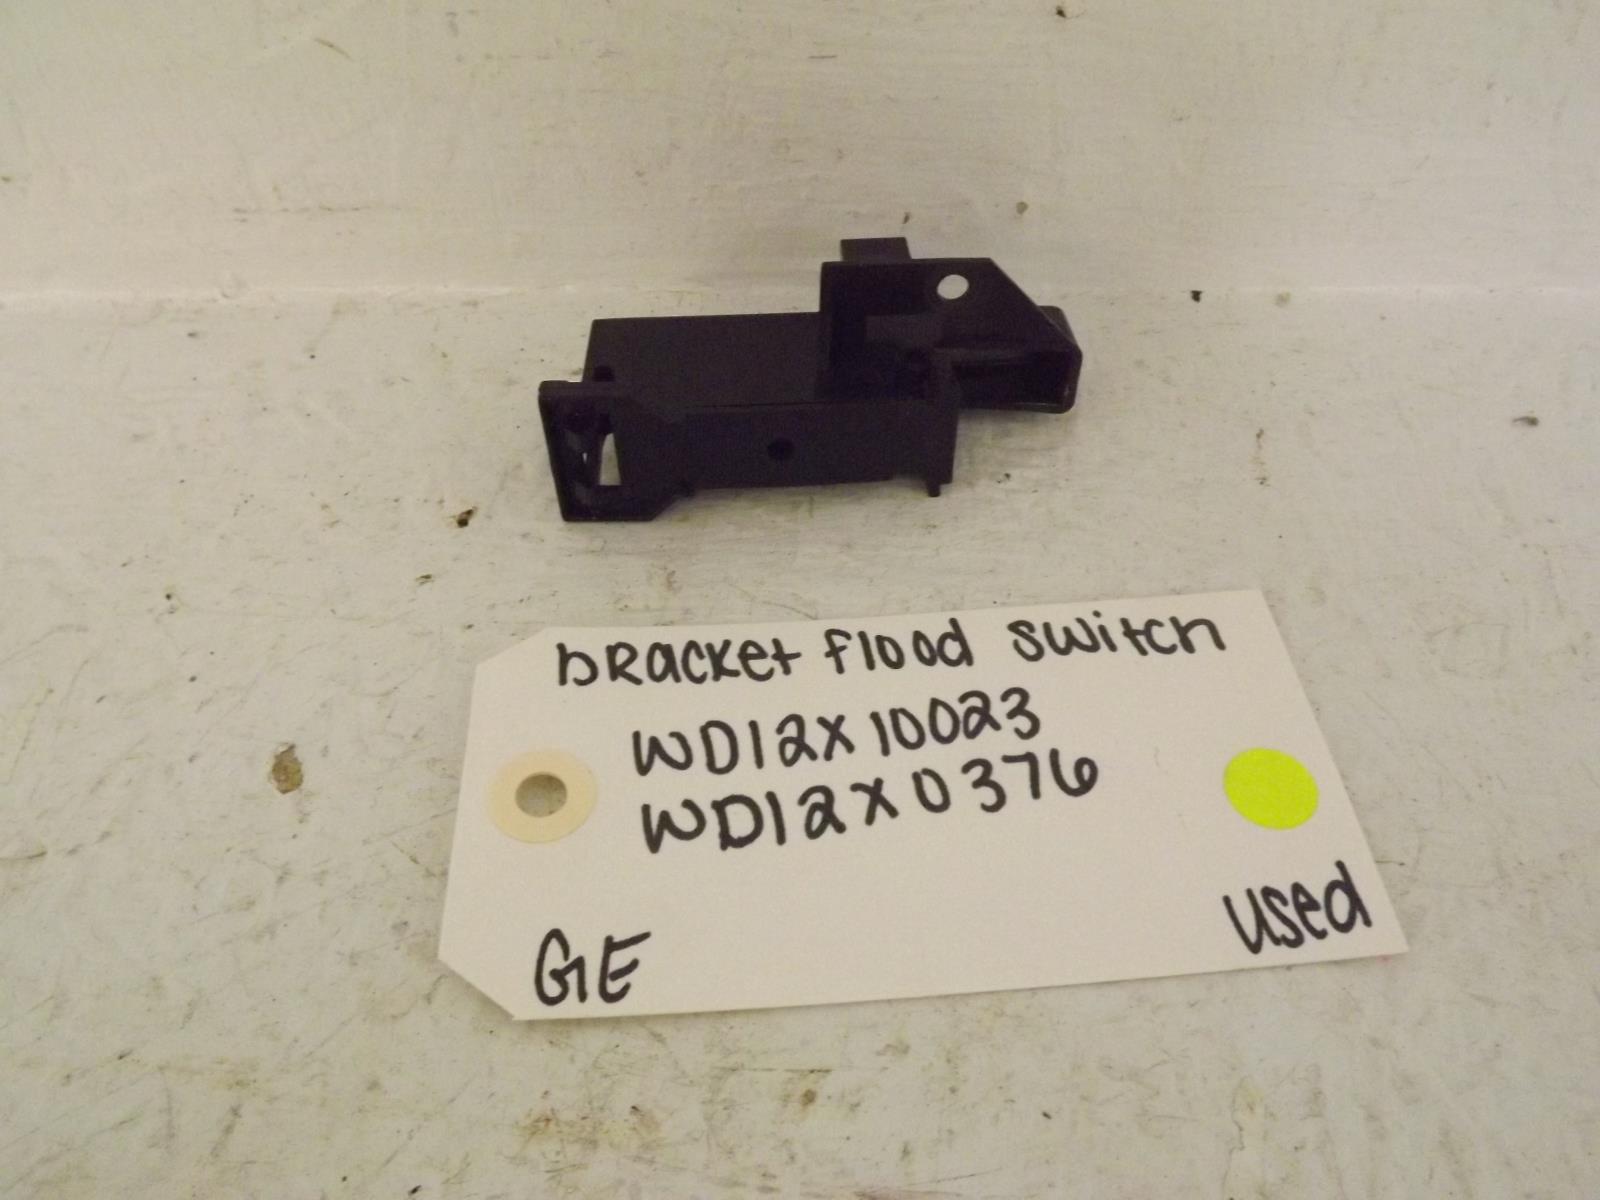 bracket flood switch
WD12X10023
WD12X0376
GE
used